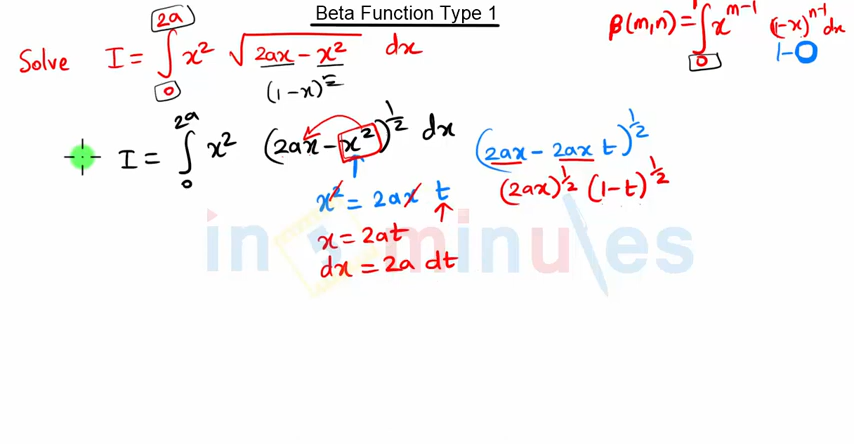 Beta Function Type 1
Solve I = ∫₀^2a x² √(2ax − x²) dx
(1−x)⁼
β(m,n) = ∫₀¹ x^m−1 (1−x)^n−1 dx
1−0
I = ∫₀^2a x² (2ax − x²)^½ dx
(2ax − 2ax t)^½
x² = 2ax t
(2ax)^½ (1−t)^½
x = 2at
dx = 2a dt
in 5 minutes